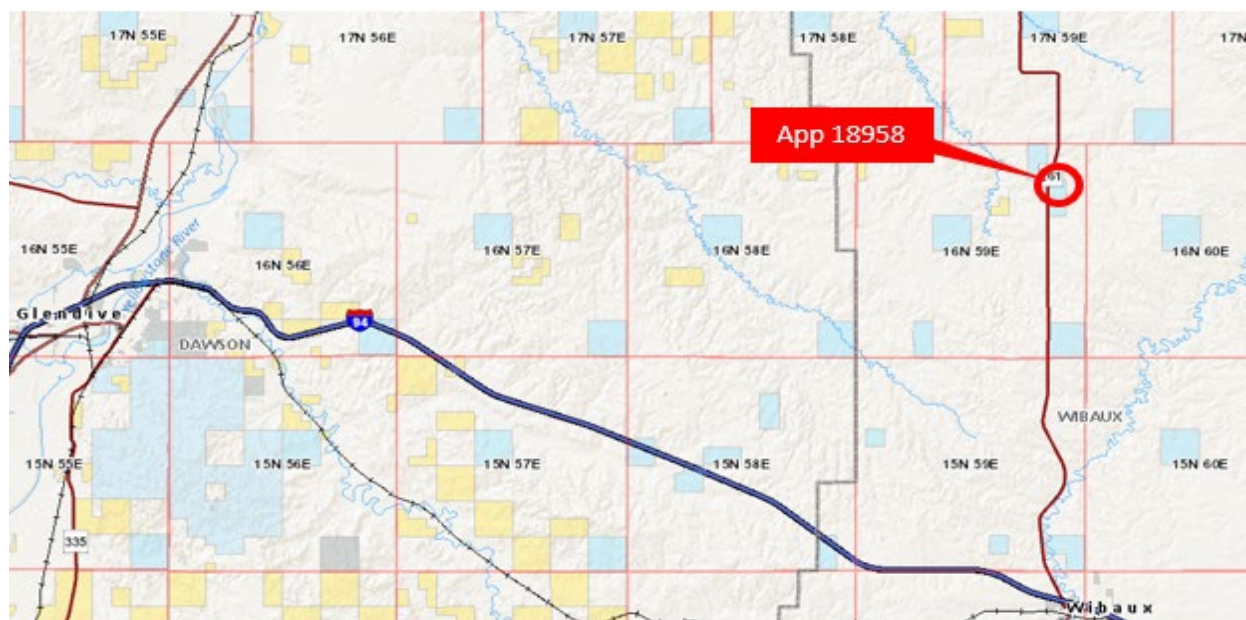 17N 55E
17N 56E
17N 57E
17N 58E
17N 59E
17N
App 18958
61
16N 55E
16N 56E
16N 57E
16N 58E
16N 59E
16N 60E
Yellowstone River
Glendive
94
DAWSON
WIBAUX
15N 55E
15N 56E
15N 57E
15N 58E
15N 59E
15N 60E
335
Wibaux